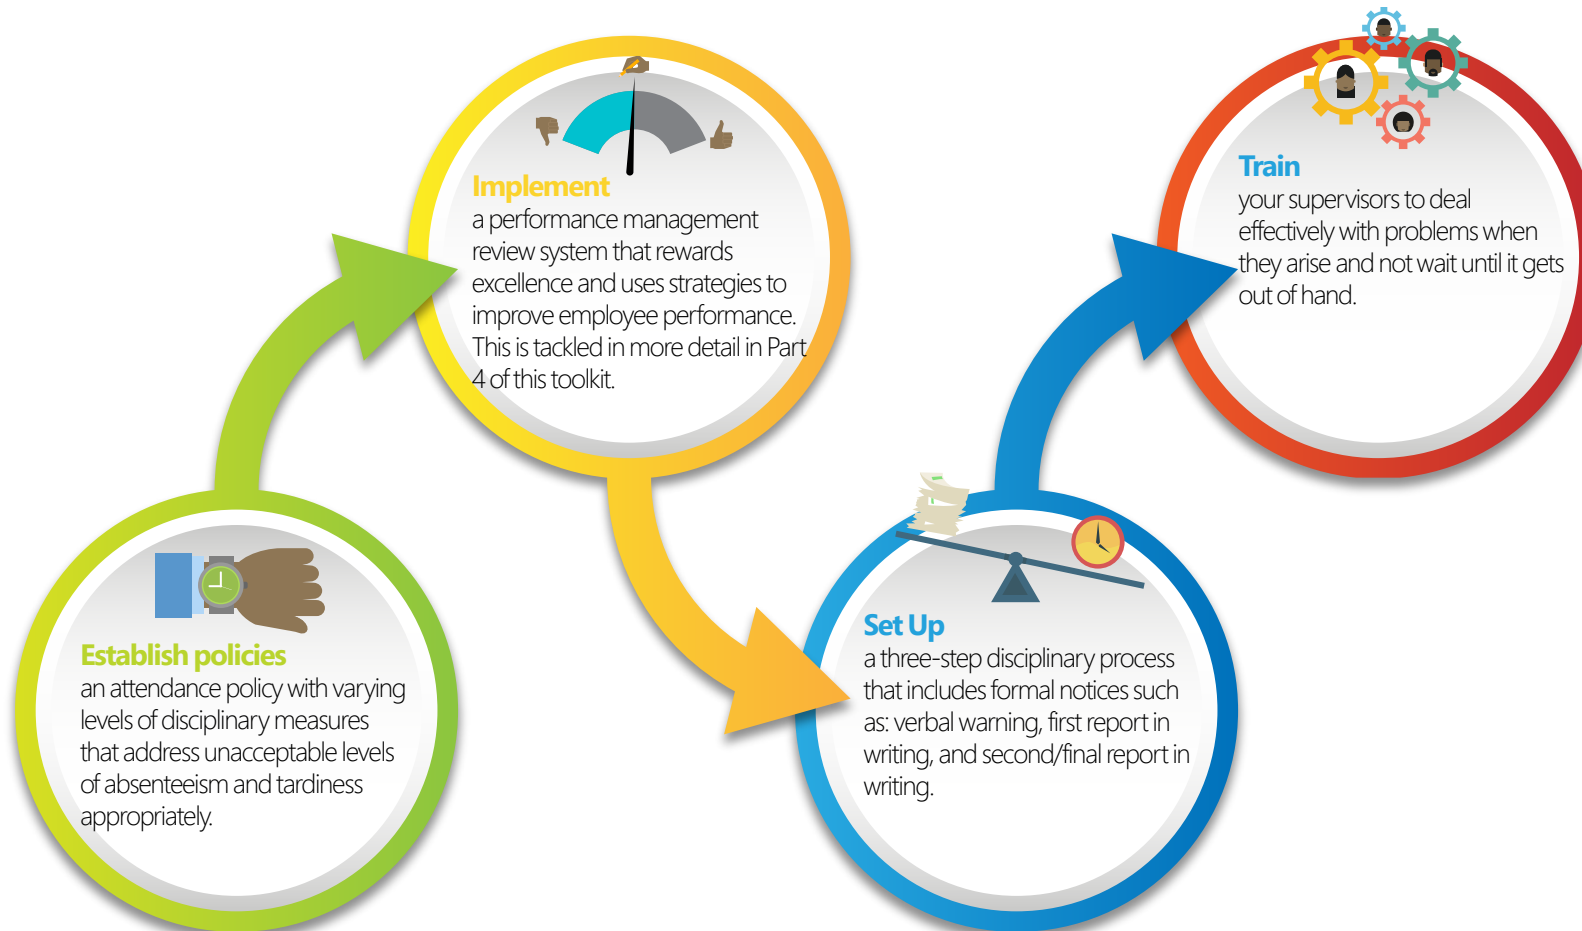 Establish policies
an attendance policy with varying
levels of disciplinary measures
that address unacceptable levels
of absenteeism and tardiness
appropriately.
Implement
a performance management
review system that rewards
excellence and uses strategies to
improve employee performance.
This is tackled in more detail in Part
4 of this toolkit.
Set Up
a three-step disciplinary process
that includes formal notices such
as: verbal warning, first report in
writing, and second/final report in
writing.
Train
your supervisors to deal
effectively with problems when
they arise and not wait until it gets
out of hand.